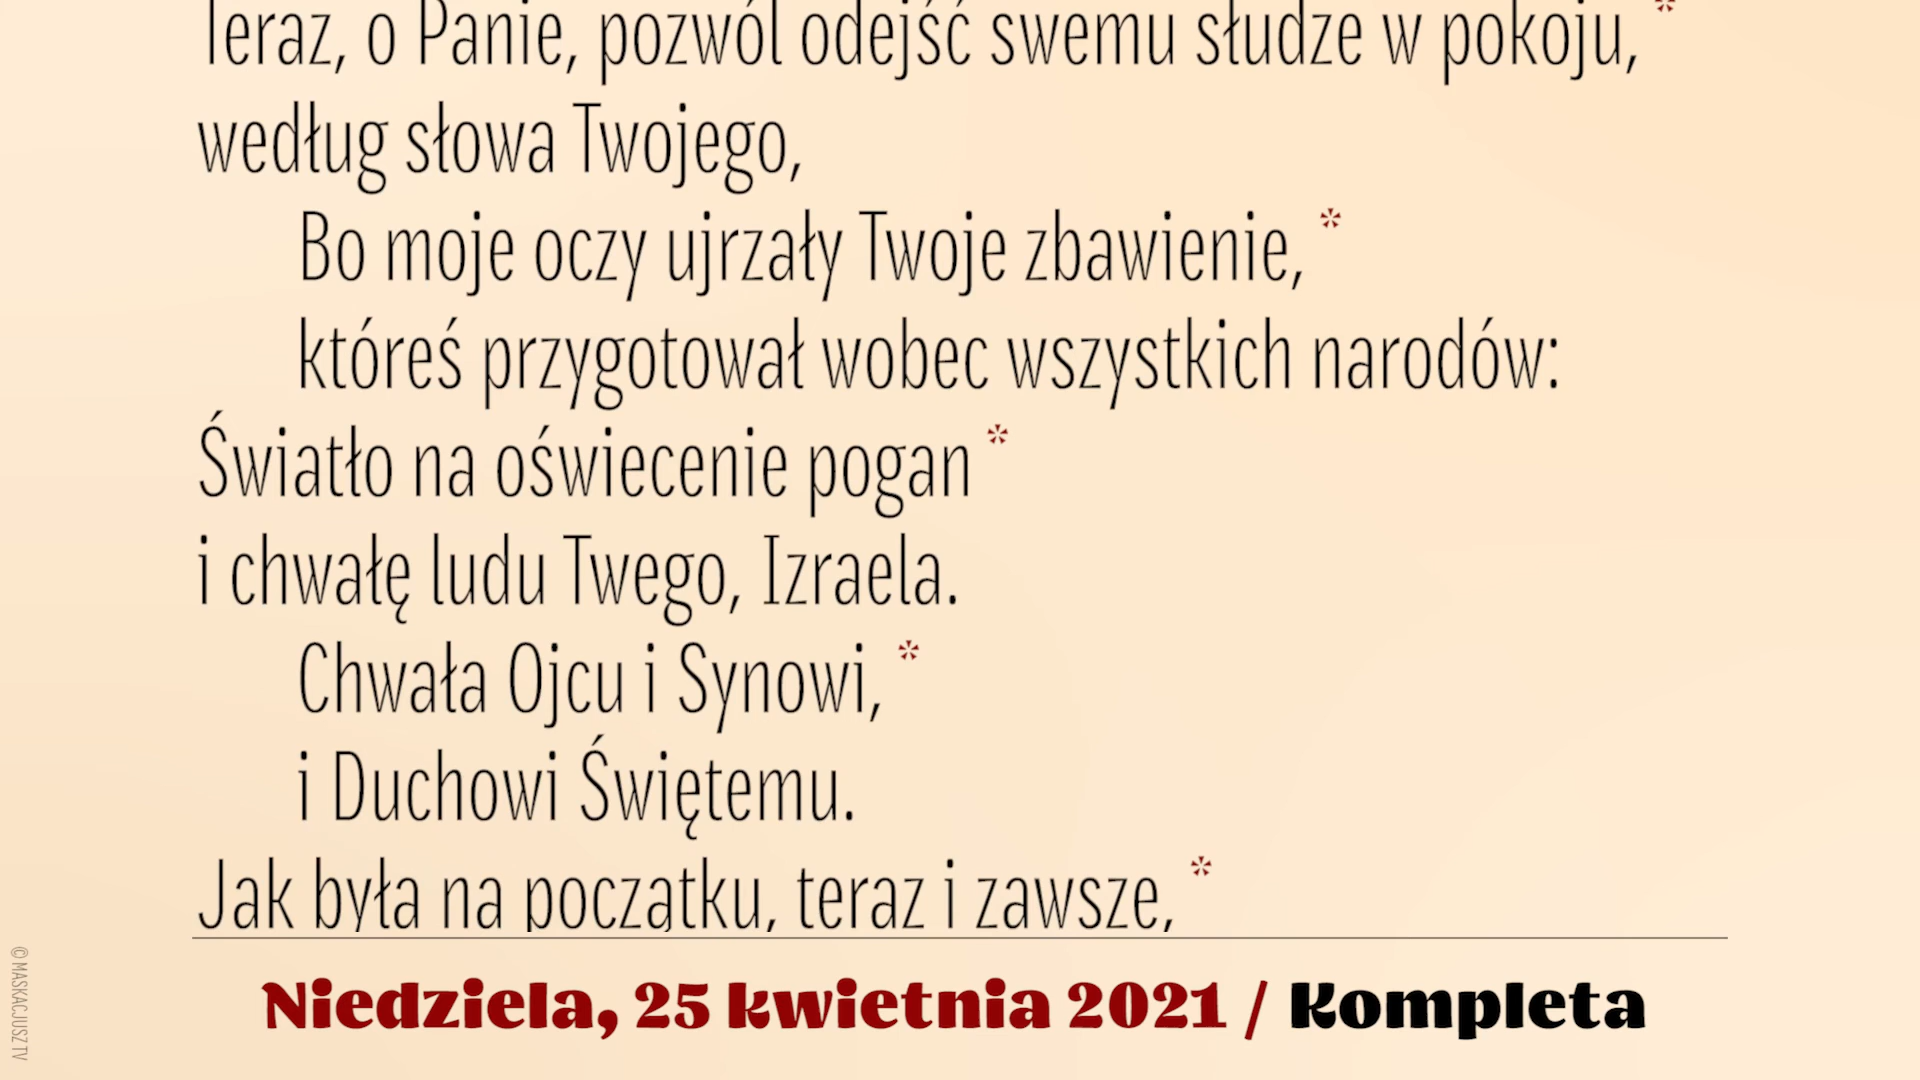 Teraz, o Panie, pozwól odejść swemu słudze w pokoju, *
według słowa Twojego,
Bo moje oczy ujrzały Twoje zbawienie, *
któreś przygotował wobec wszystkich narodów:
Światło na oświecenie pogan *
i chwałę ludu Twego, Izraela.
Chwała Ojcu i Synowi, *
i Duchowi Świętemu.
Jak była na początku, teraz i zawsze, *
Niedziela, 25 kwietnia 2021 / Kompleta
© MASKACJUSZ TV